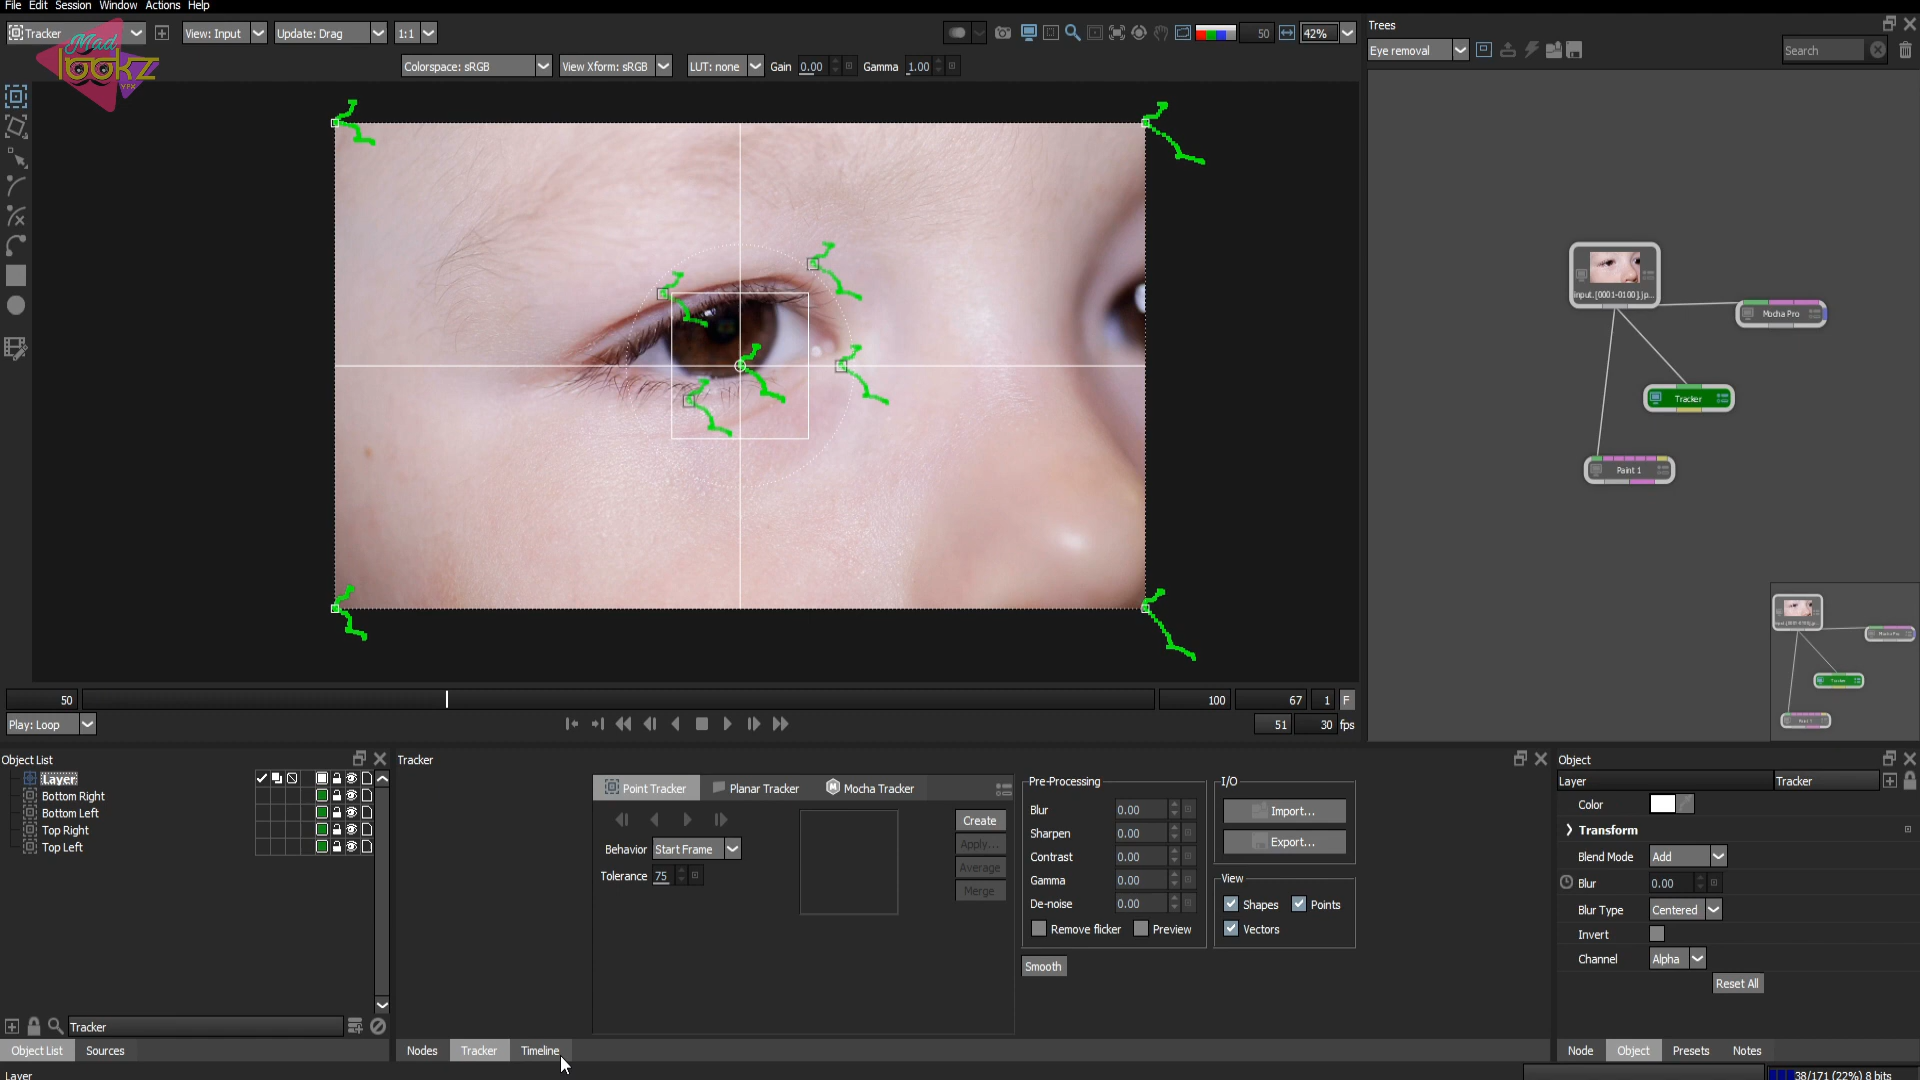 File Edit Session Window Actions Help
Tracker View: Input Update: Drag 1:1 50 42%
Mad lookz VFX
Colorspace: sRGB View Xform: sRGB LUT: none Gain 0.00 Gamma 1.00
Trees
Eye removal Search
input.[0001-0100].jp...
Mocha Pro
Tracker
Paint 1
50 100 67 1 F
Play: Loop 51 30 fps
Object List
Layer
Bottom Right
Bottom Left
Top Right
Top Left
Tracker
Object List Sources
Tracker
Point Tracker Planar Tracker Mocha Tracker
Create
Behavior Start Frame Apply...
Tolerance 75 Average
Merge
Pre-Processing
Blur 0.00
Sharpen 0.00
Contrast 0.00
Gamma 0.00
De-noise 0.00
Remove flicker Preview
Smooth
I/O
Import...
Export...
View
Shapes Points
Vectors
Nodes Tracker Timeline
Object
Layer Tracker
Color
Transform
Blend Mode Add
Blur 0.00
Blur Type Centered
Invert
Channel Alpha
Reset All
Node Object Presets Notes
Layer 38/171 (22%) 8 bits